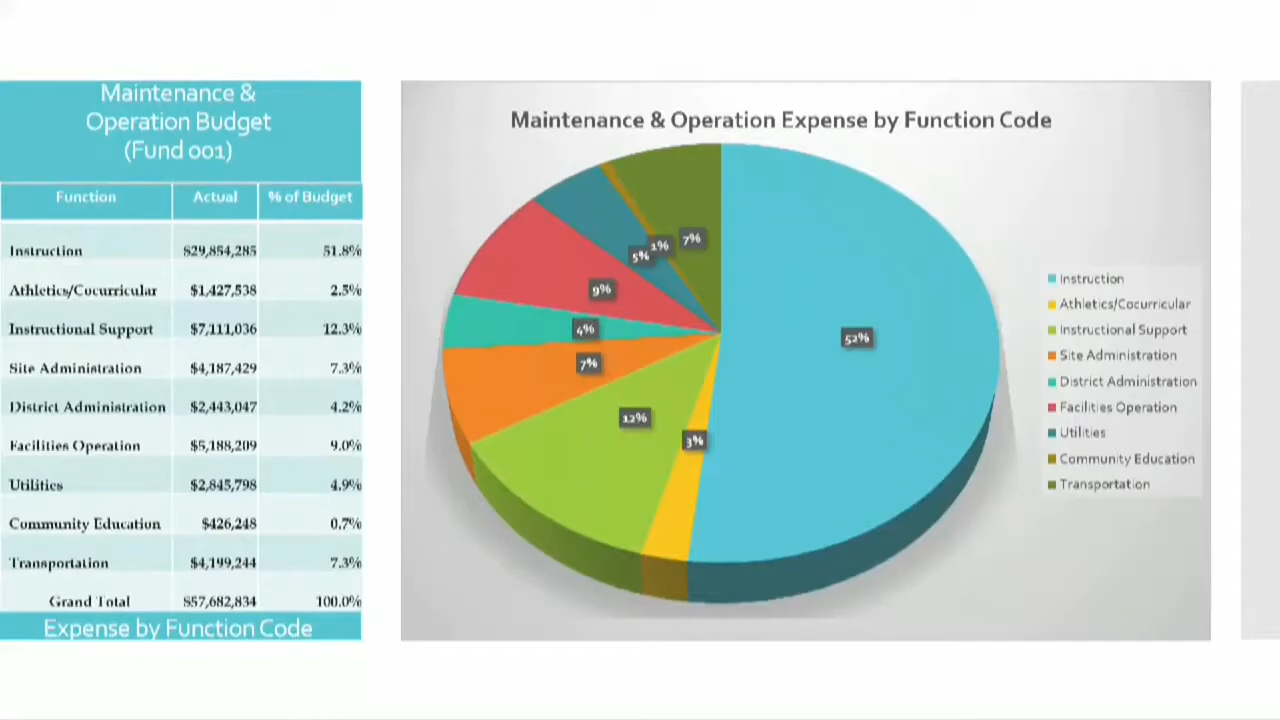 Maintenance &
Operation Budget
(Fund 001)
Function Actual % of Budget
Instruction $29,854,285 51.8%
Athletics/Cocurricular $1,427,538 2.5%
Instructional Support $7,111,036 12.3%
Site Administration $4,187,429 7.3%
District Administration $2,443,047 4.2%
Facilities Operation $5,188,209 9.0%
Utilities $2,845,798 4.9%
Community Education $426,248 0.7%
Transportation $4,199,244 7.3%
Grand Total $57,682,834 100.0%
Expense by Function Code
Maintenance & Operation Expense by Function Code
7%
1%
5%
9%
4%
52%
7%
12%
3%
Instruction
Athletics/Cocurricular
Instructional Support
Site Administration
District Administration
Facilities Operation
Utilities
Community Education
Transportation